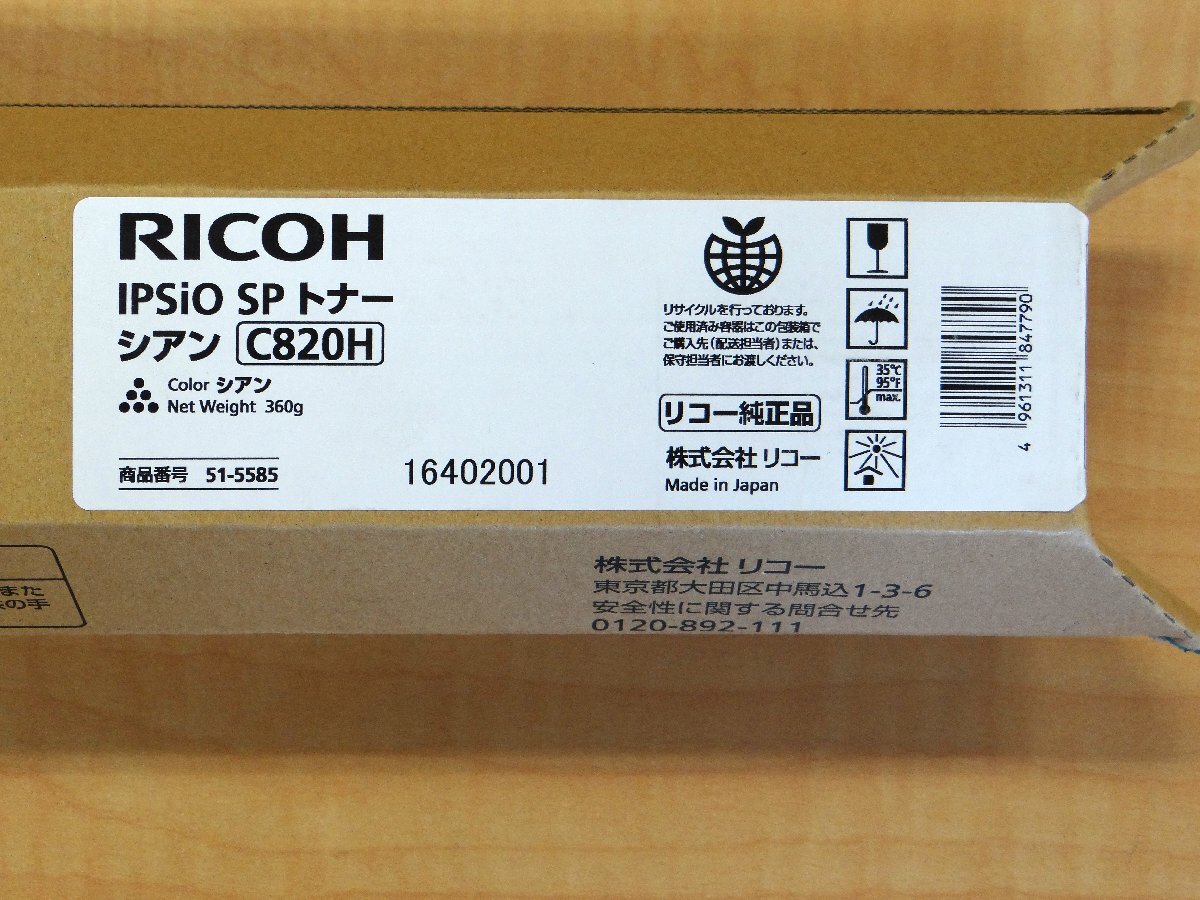 RICOH
IPSiO SP トナー
シアン C820H
Color シアン
Net Weight 360g
商品番号 51-5585
16402001
リサイクルを行っております。
ご使用済み容器はこの包装箱で
ご購入先（配送担当者）または、
保守担当者にお渡しください。
リコー純正品
株式会社 リコー
Made in Japan
35℃
95°F
max.
4 961311 847790
また
の手
株式会社 リコー
東京都大田区中馬込1-3-6
安全性に関する問合せ先
0120-892-111